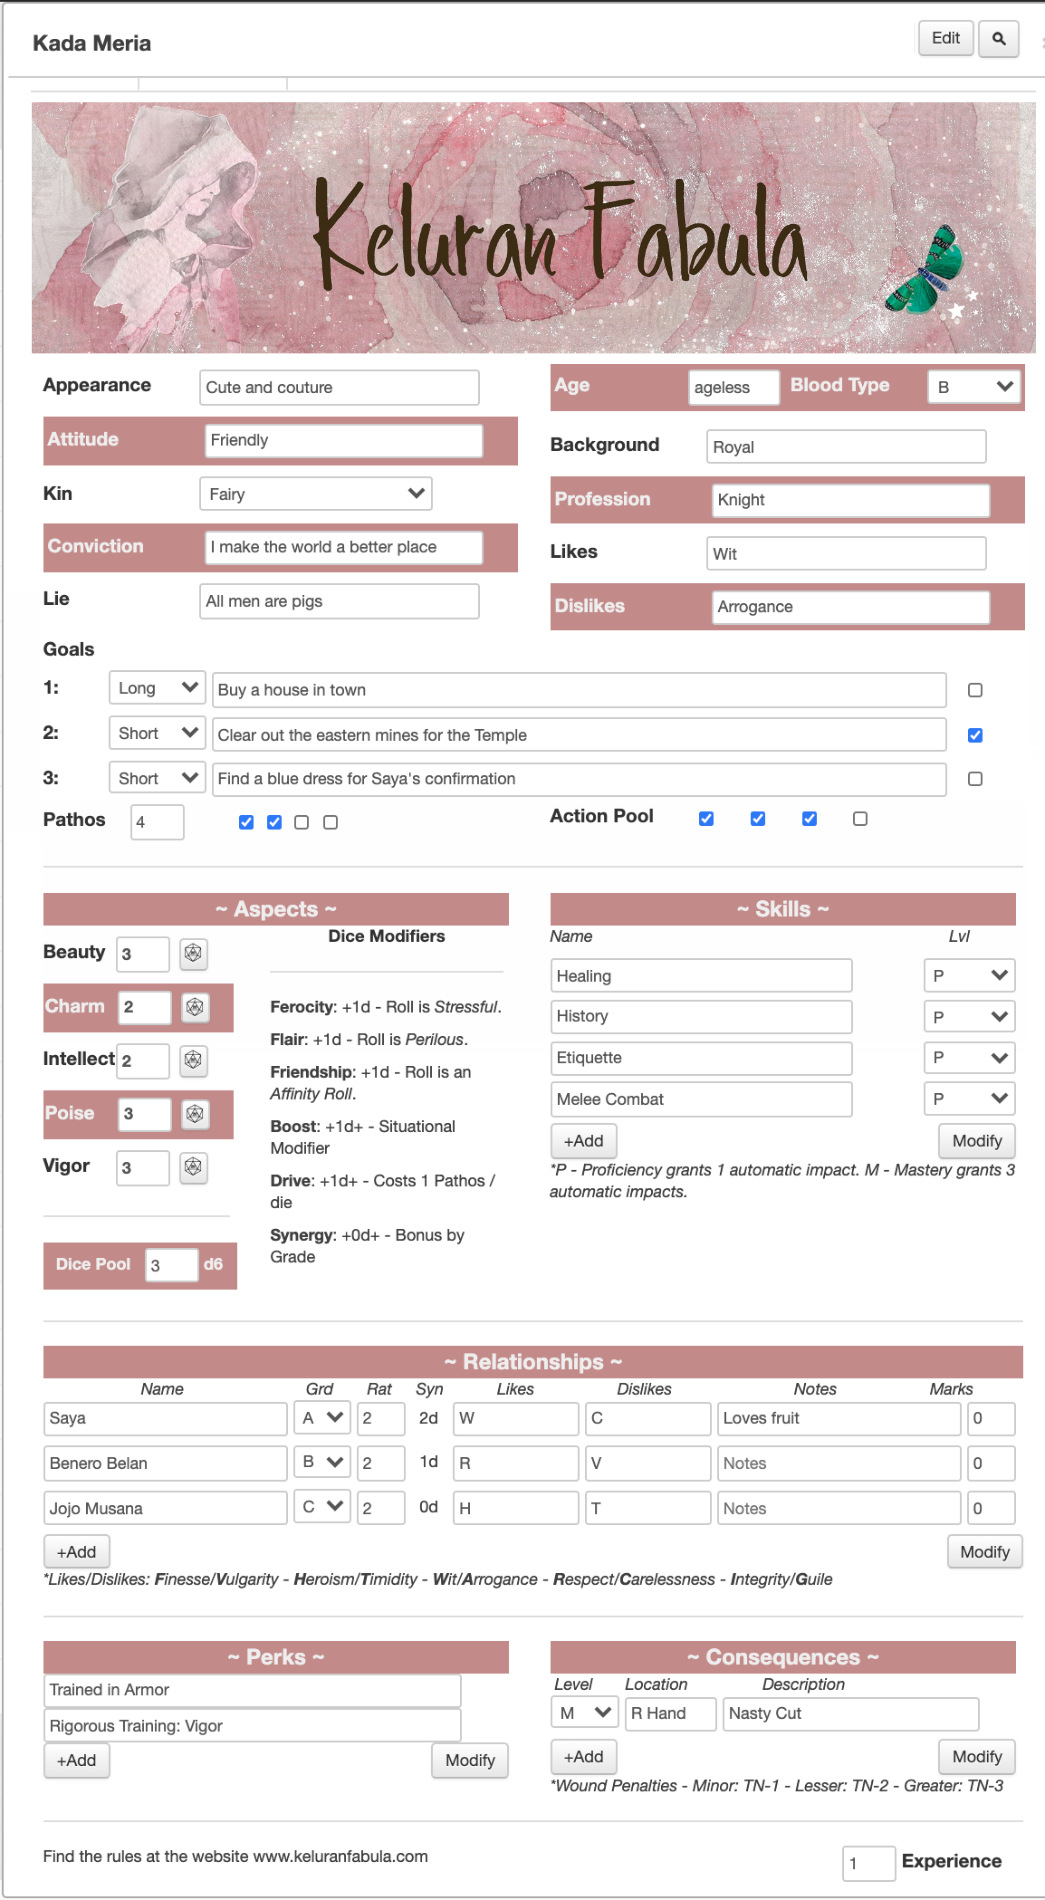 Kada Meria
Edit
Keluran Fabula
Appearance Cute and couture
Age ageless Blood Type B
Attitude Friendly
Background Royal
Kin Fairy
Profession Knight
Conviction I make the world a better place
Likes Wit
Lie All men are pigs
Dislikes Arrogance
Goals
1: Long Buy a house in town
2: Short Clear out the eastern mines for the Temple
3: Short Find a blue dress for Saya's confirmation
Pathos 4
Action Pool
~ Aspects ~
Beauty 3
Charm 2
Intellect 2
Poise 3
Vigor 3
Dice Pool 3 d6
Dice Modifiers
Ferocity: +1d - Roll is Stressful.
Flair: +1d - Roll is Perilous.
Friendship: +1d - Roll is an
Affinity Roll.
Boost: +1d+ - Situational
Modifier
Drive: +1d+ - Costs 1 Pathos /
die
Synergy: +0d+ - Bonus by
Grade
~ Skills ~
Name Lvl
Healing P
History P
Etiquette P
Melee Combat P
+Add Modify
*P - Proficiency grants 1 automatic impact. M - Mastery grants 3
automatic impacts.
~ Relationships ~
Name Grd Rat Syn Likes Dislikes Notes Marks
Saya A 2 2d W C Loves fruit 0
Benero Belan B 2 1d R V Notes 0
Jojo Musana C 2 0d H T Notes 0
+Add Modify
*Likes/Dislikes: Finesse/Vulgarity - Heroism/Timidity - Wit/Arrogance - Respect/Carelessness - Integrity/Guile
~ Perks ~
Trained in Armor
Rigorous Training: Vigor
+Add Modify
~ Consequences ~
Level Location Description
M R Hand Nasty Cut
+Add Modify
*Wound Penalties - Minor: TN-1 - Lesser: TN-2 - Greater: TN-3
Find the rules at the website www.keluranfabula.com
1 Experience